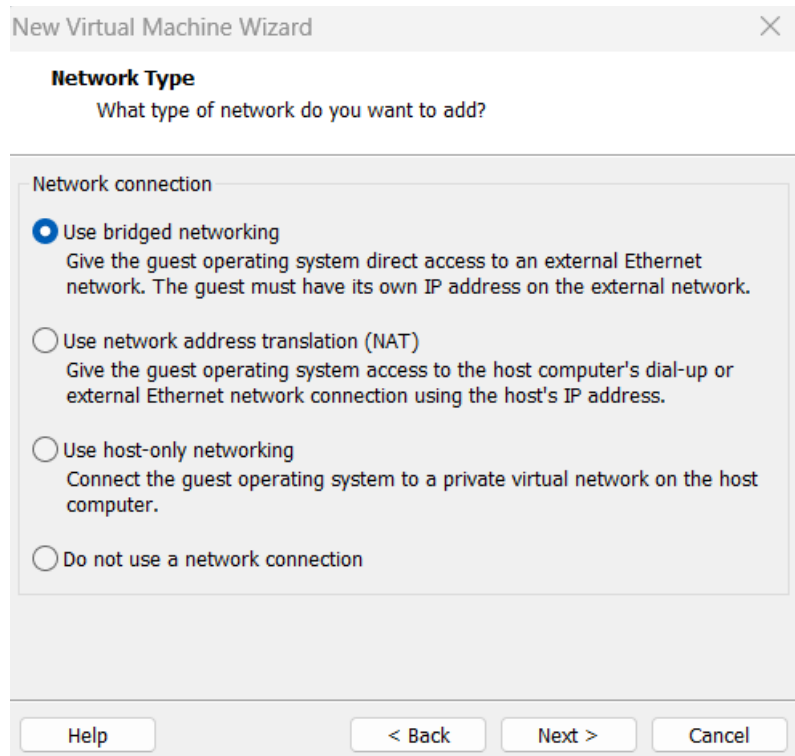 New Virtual Machine Wizard
Network Type
What type of network do you want to add?
Network connection
Use bridged networking
Give the guest operating system direct access to an external Ethernet
network. The guest must have its own IP address on the external network.
Use network address translation (NAT)
Give the guest operating system access to the host computer's dial-up or
external Ethernet network connection using the host's IP address.
Use host-only networking
Connect the guest operating system to a private virtual network on the host
computer.
Do not use a network connection
Help
< Back
Next >
Cancel